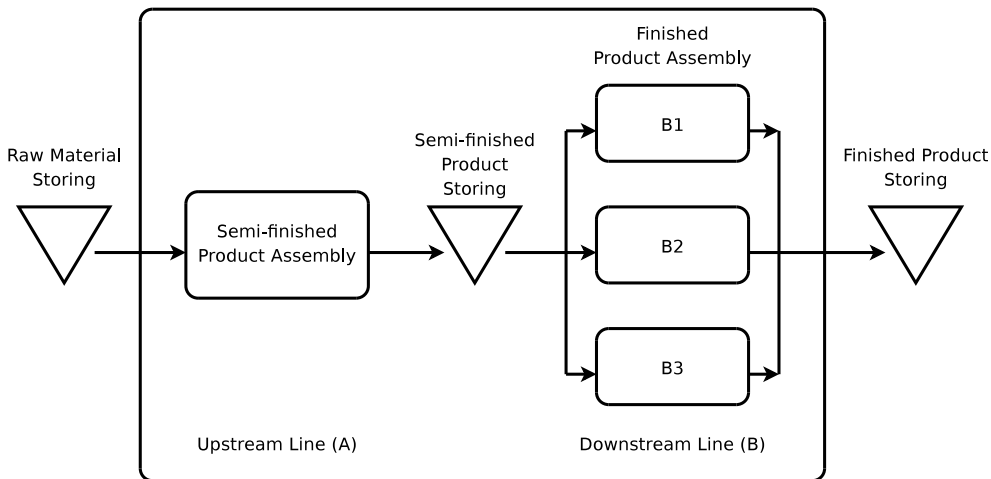 Raw Material
Storing
Semi-finished
Product Assembly
Semi-finished
Product
Storing
Finished
Product Assembly
B1
B2
B3
Finished Product
Storing
Upstream Line (A)
Downstream Line (B)